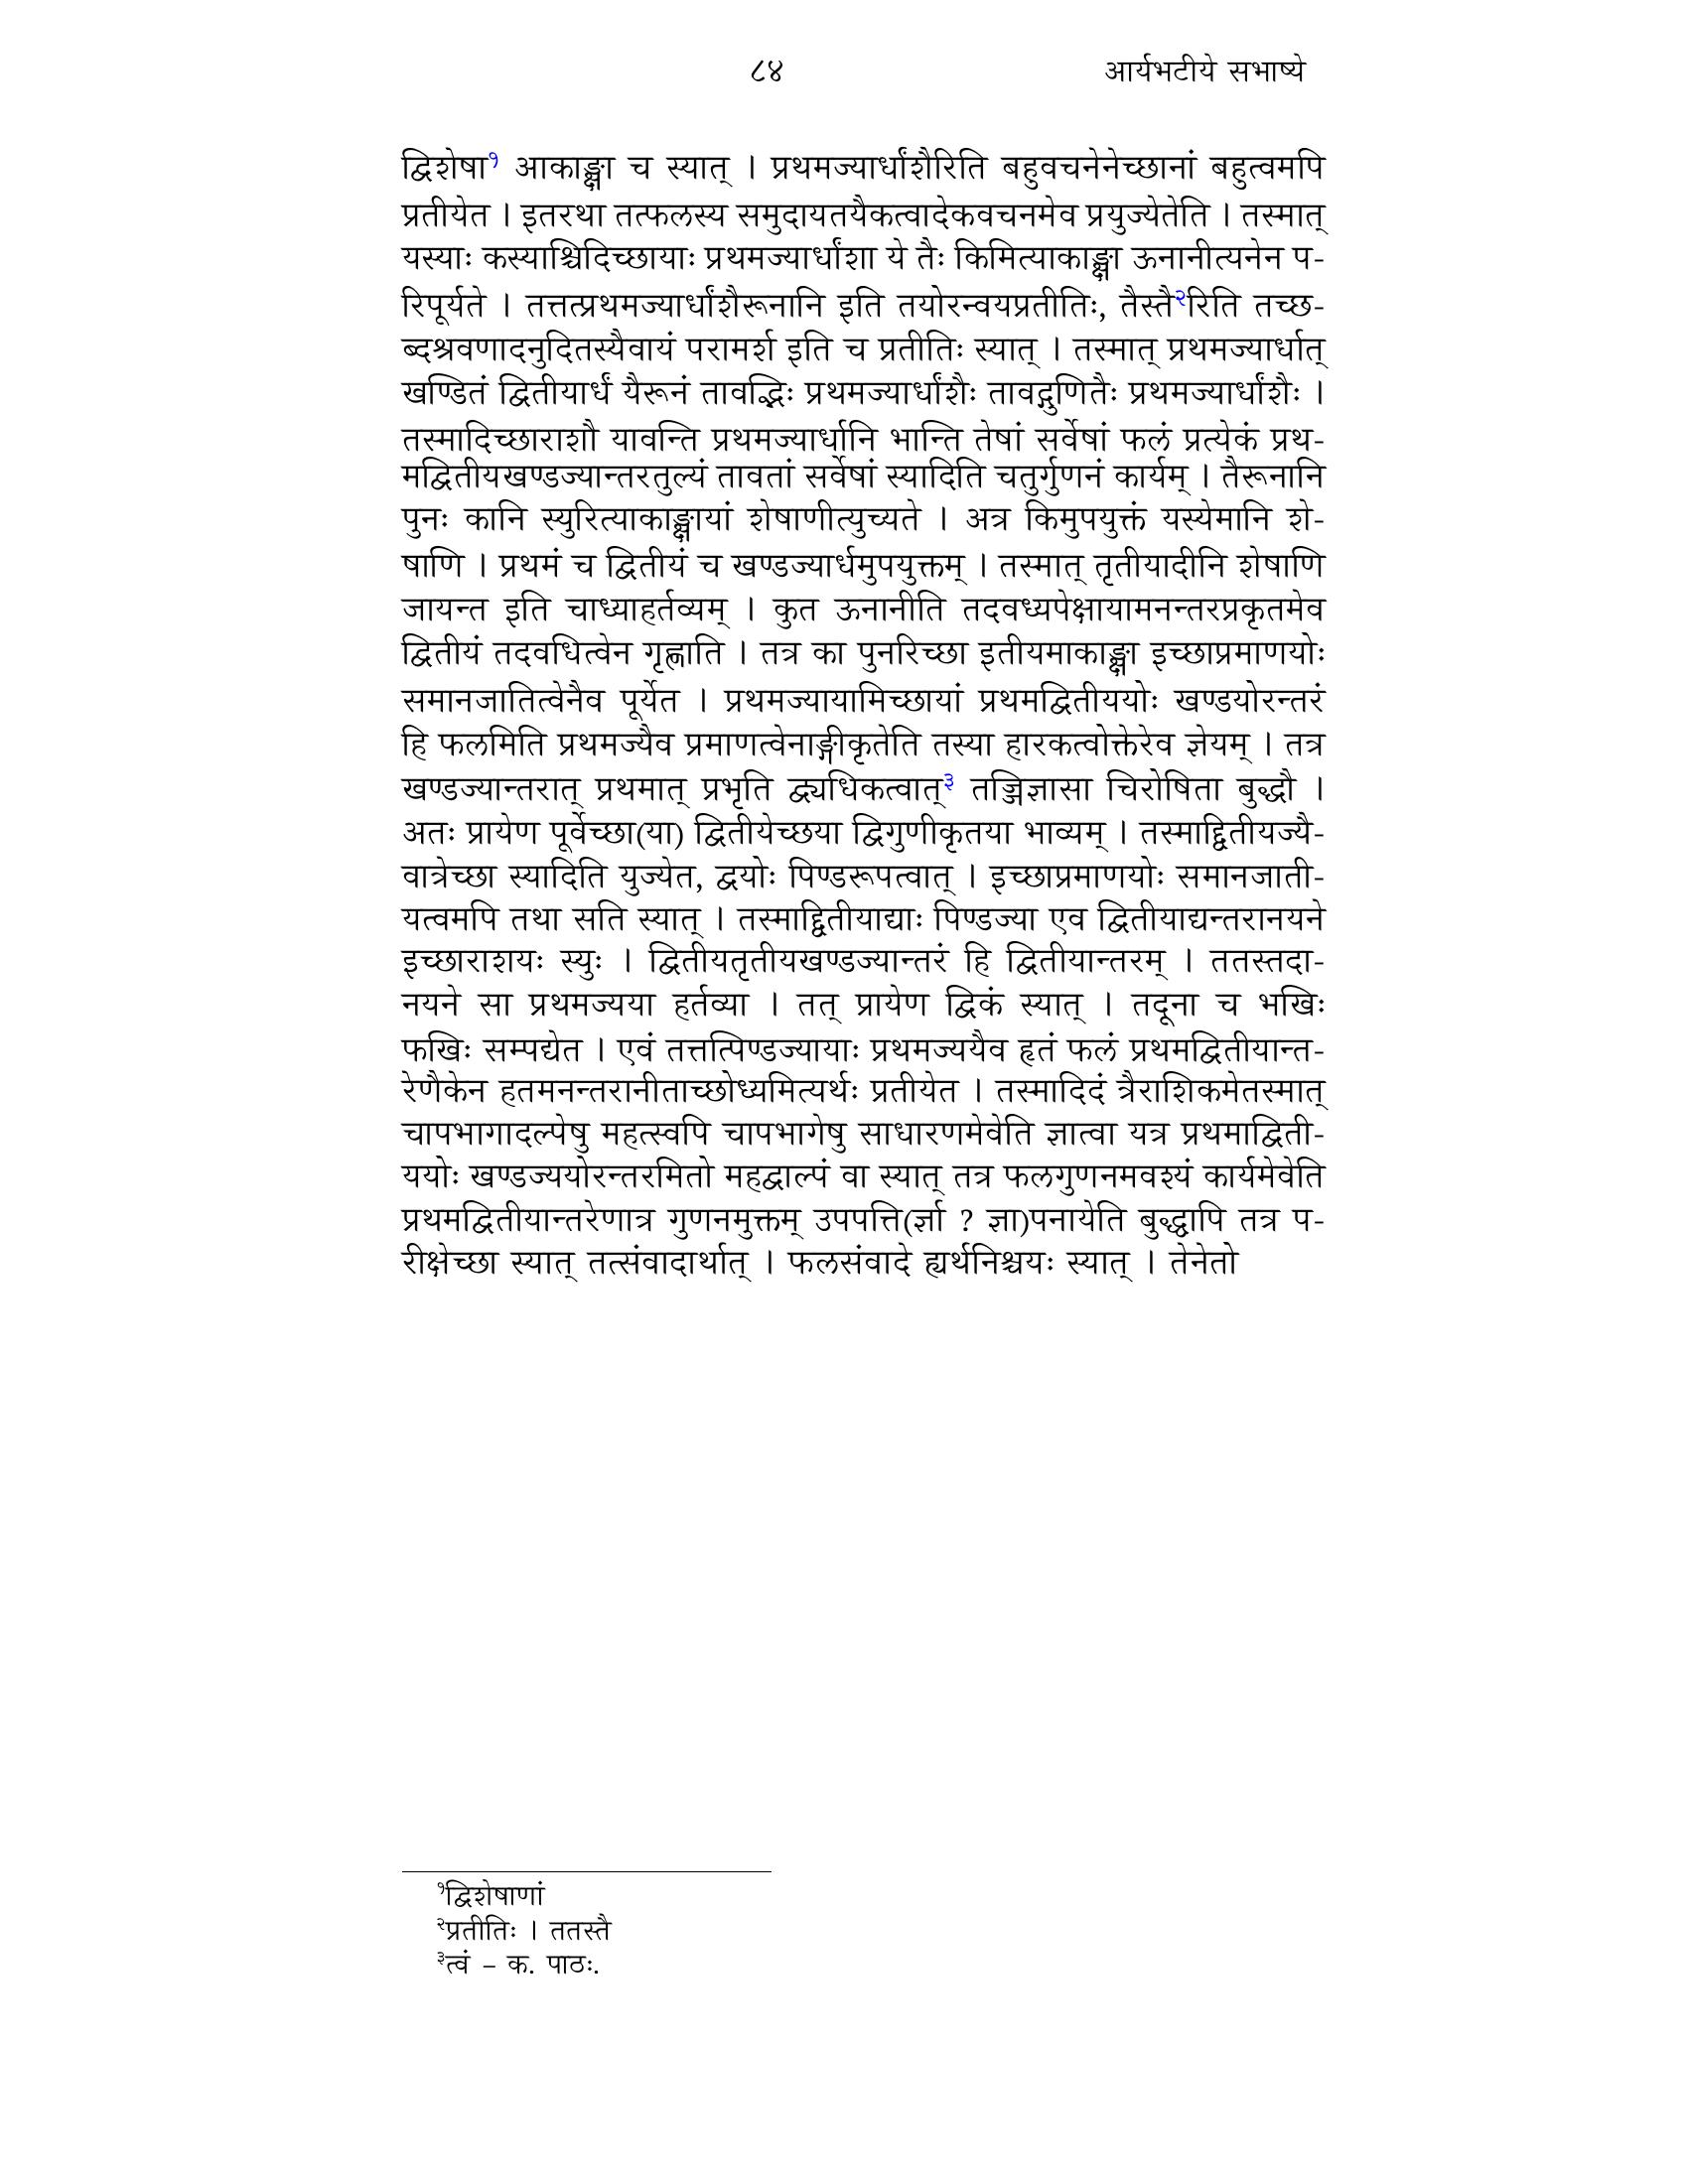 ८४ आर्यभटीये सभाष्ये
द्विशेषा१ आकाङ्क्षा च स्यात् । प्रथमज्यार्धांशैरिति बहुवचनेनेच्छानां बहुत्वमपि
प्रतीयेत । इतरथा तत्फलस्य समुदायतयैकत्वादेकवचनमेव प्रयुज्येतेति । तस्मात्
यस्याः कस्याश्चिदिच्छायाः प्रथमज्यार्धांशा ये तैः किमित्याकाङ्क्षा ऊनानीत्यनेन प-
रिपूर्यते । तत्तत्प्रथमज्यार्धांशैरूनानि इति तयोरन्वयप्रतीतिः, तैस्तै२रिति तच्छ-
ब्दश्रवणादनुदितस्यैवायं परामर्श इति च प्रतीतिः स्यात् । तस्मात् प्रथमज्यार्धात्
खण्डितं द्वितीयार्धं यैरूनं तावद्भिः प्रथमज्यार्धांशैः तावद्गुणितैः प्रथमज्यार्धांशैः ।
तस्मादिच्छाराशौ यावन्ति प्रथमज्यार्धानि भान्ति तेषां सर्वेषां फलं प्रत्येकं प्रथ-
मद्वितीयखण्डज्यान्तरतुल्यं तावतां सर्वेषां स्यादिति चतुर्गुणनं कार्यम् । तैरूनानि
पुनः कानि स्युरित्याकाङ्क्षायां शेषाणीत्युच्यते । अत्र किमुपयुक्तं यस्येमानि शे-
षाणि । प्रथमं च द्वितीयं च खण्डज्यार्धमुपयुक्तम् । तस्मात् तृतीयादीनि शेषाणि
जायन्त इति चाध्याहर्तव्यम् । कुत ऊनानीति तदवध्यपेक्षायामनन्तरप्रकृतमेव
द्वितीयं तदवधित्वेन गृह्णाति । तत्र का पुनरिच्छा इतीयमाकाङ्क्षा इच्छाप्रमाणयोः
समानजातित्वेनैव पूर्येत । प्रथमज्यायामिच्छायां प्रथमद्वितीययोः खण्डयोरन्तरं
हि फलमिति प्रथमज्यैव प्रमाणत्वेनाङ्गीकृतेति तस्या हारकत्वोक्तेरेव ज्ञेयम् । तत्र
खण्डज्यान्तरात् प्रथमात् प्रभृति द्व्यधिकत्वात्३ तज्जिज्ञासा चिरोषिता बुद्धौ ।
अतः प्रायेण पूर्वेच्छा(या) द्वितीयेच्छया द्विगुणीकृतया भाव्यम् । तस्माद्द्वितीयज्यै-
वात्रेच्छा स्यादिति युज्येत, द्वयोः पिण्डरूपत्वात् । इच्छाप्रमाणयोः समानजाती-
यत्वमपि तथा सति स्यात् । तस्माद्द्वितीयाद्याः पिण्डज्या एव द्वितीयाद्यन्तरानयने
इच्छाराशयः स्युः । द्वितीयतृतीयखण्डज्यान्तरं हि द्वितीयान्तरम् । ततस्तदा-
नयने सा प्रथमज्यया हर्तव्या । तत् प्रायेण द्विकं स्यात् । तदूना च भखिः
फखिः सम्पद्येत । एवं तत्तत्पिण्डज्यायाः प्रथमज्ययैव हृतं फलं प्रथमद्वितीयान्त-
रेणैकेन हतमनन्तरानीताच्छोध्यमित्यर्थः प्रतीयेत । तस्मादिदं त्रैराशिकमेतस्मात्
चापभागादल्पेषु महत्स्वपि चापभागेषु साधारणमेवेति ज्ञात्वा यत्र प्रथमाद्विती-
ययोः खण्डज्ययोरन्तरमितो महद्वाल्पं वा स्यात् तत्र फलगुणनमवश्यं कार्यमेवेति
प्रथमद्वितीयान्तरेणात्र गुणनमुक्तम् उपपत्ति(र्ज्ञा ? ज्ञा)पनायेति बुद्ध्वापि तत्र प-
रीक्षेच्छा स्यात् तत्संवादार्थात् । फलसंवादे ह्यर्थनिश्चयः स्यात् । तेनेतो
१द्विशेषाणां
२प्रतीतिः । ततस्तै
३त्वं – क. पाठः.